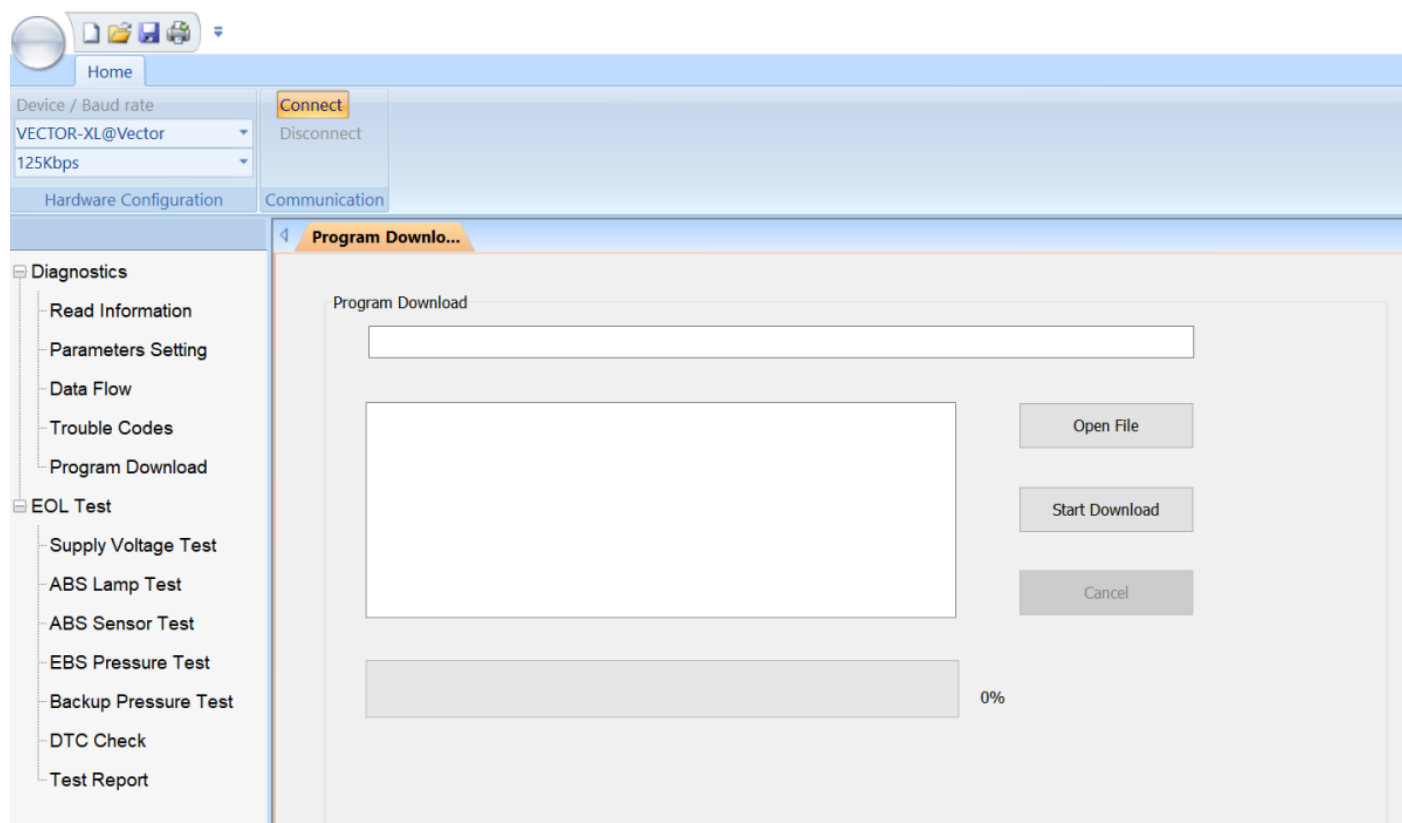 Home
Device / Baud rate
VECTOR-XL@Vector
125Kbps
Hardware Configuration
Connect
Disconnect
Communication
Diagnostics
Read Information
Parameters Setting
Data Flow
Trouble Codes
Program Download
EOL Test
Supply Voltage Test
ABS Lamp Test
ABS Sensor Test
EBS Pressure Test
Backup Pressure Test
DTC Check
Test Report
Program Downlo...
Program Download
Open File
Start Download
Cancel
0%